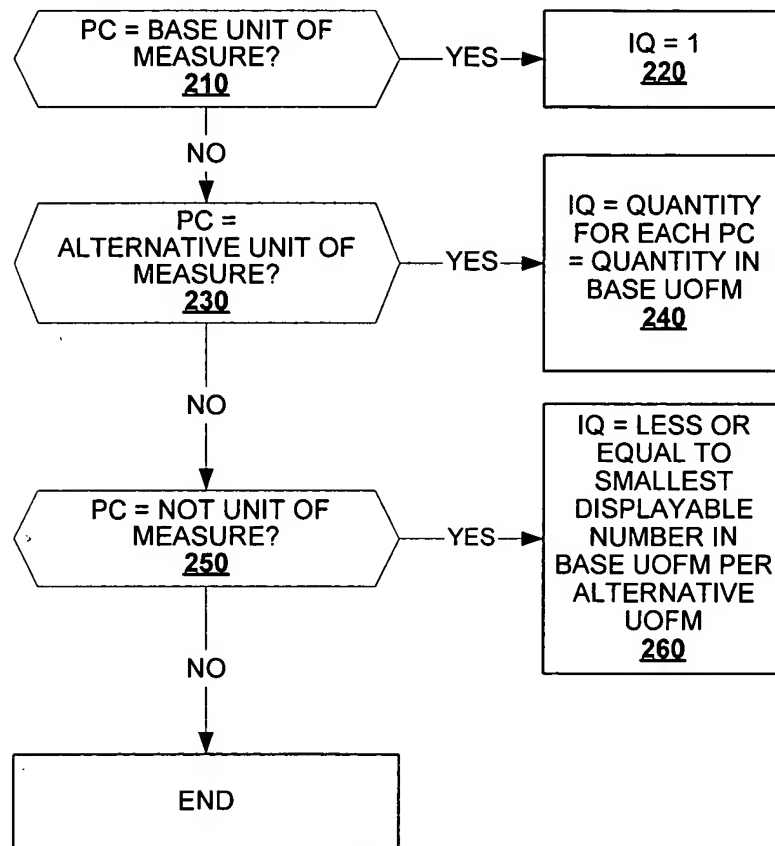 PC = BASE UNIT OF
MEASURE?
210
YES
IQ = 1
220
NO
PC =
ALTERNATIVE UNIT OF
MEASURE?
230
YES
IQ = QUANTITY
FOR EACH PC
= QUANTITY IN
BASE UOFM
240
NO
PC = NOT UNIT OF
MEASURE?
250
YES
IQ = LESS OR
EQUAL TO
SMALLEST
DISPLAYABLE
NUMBER IN
BASE UOFM PER
ALTERNATIVE
UOFM
260
NO
END